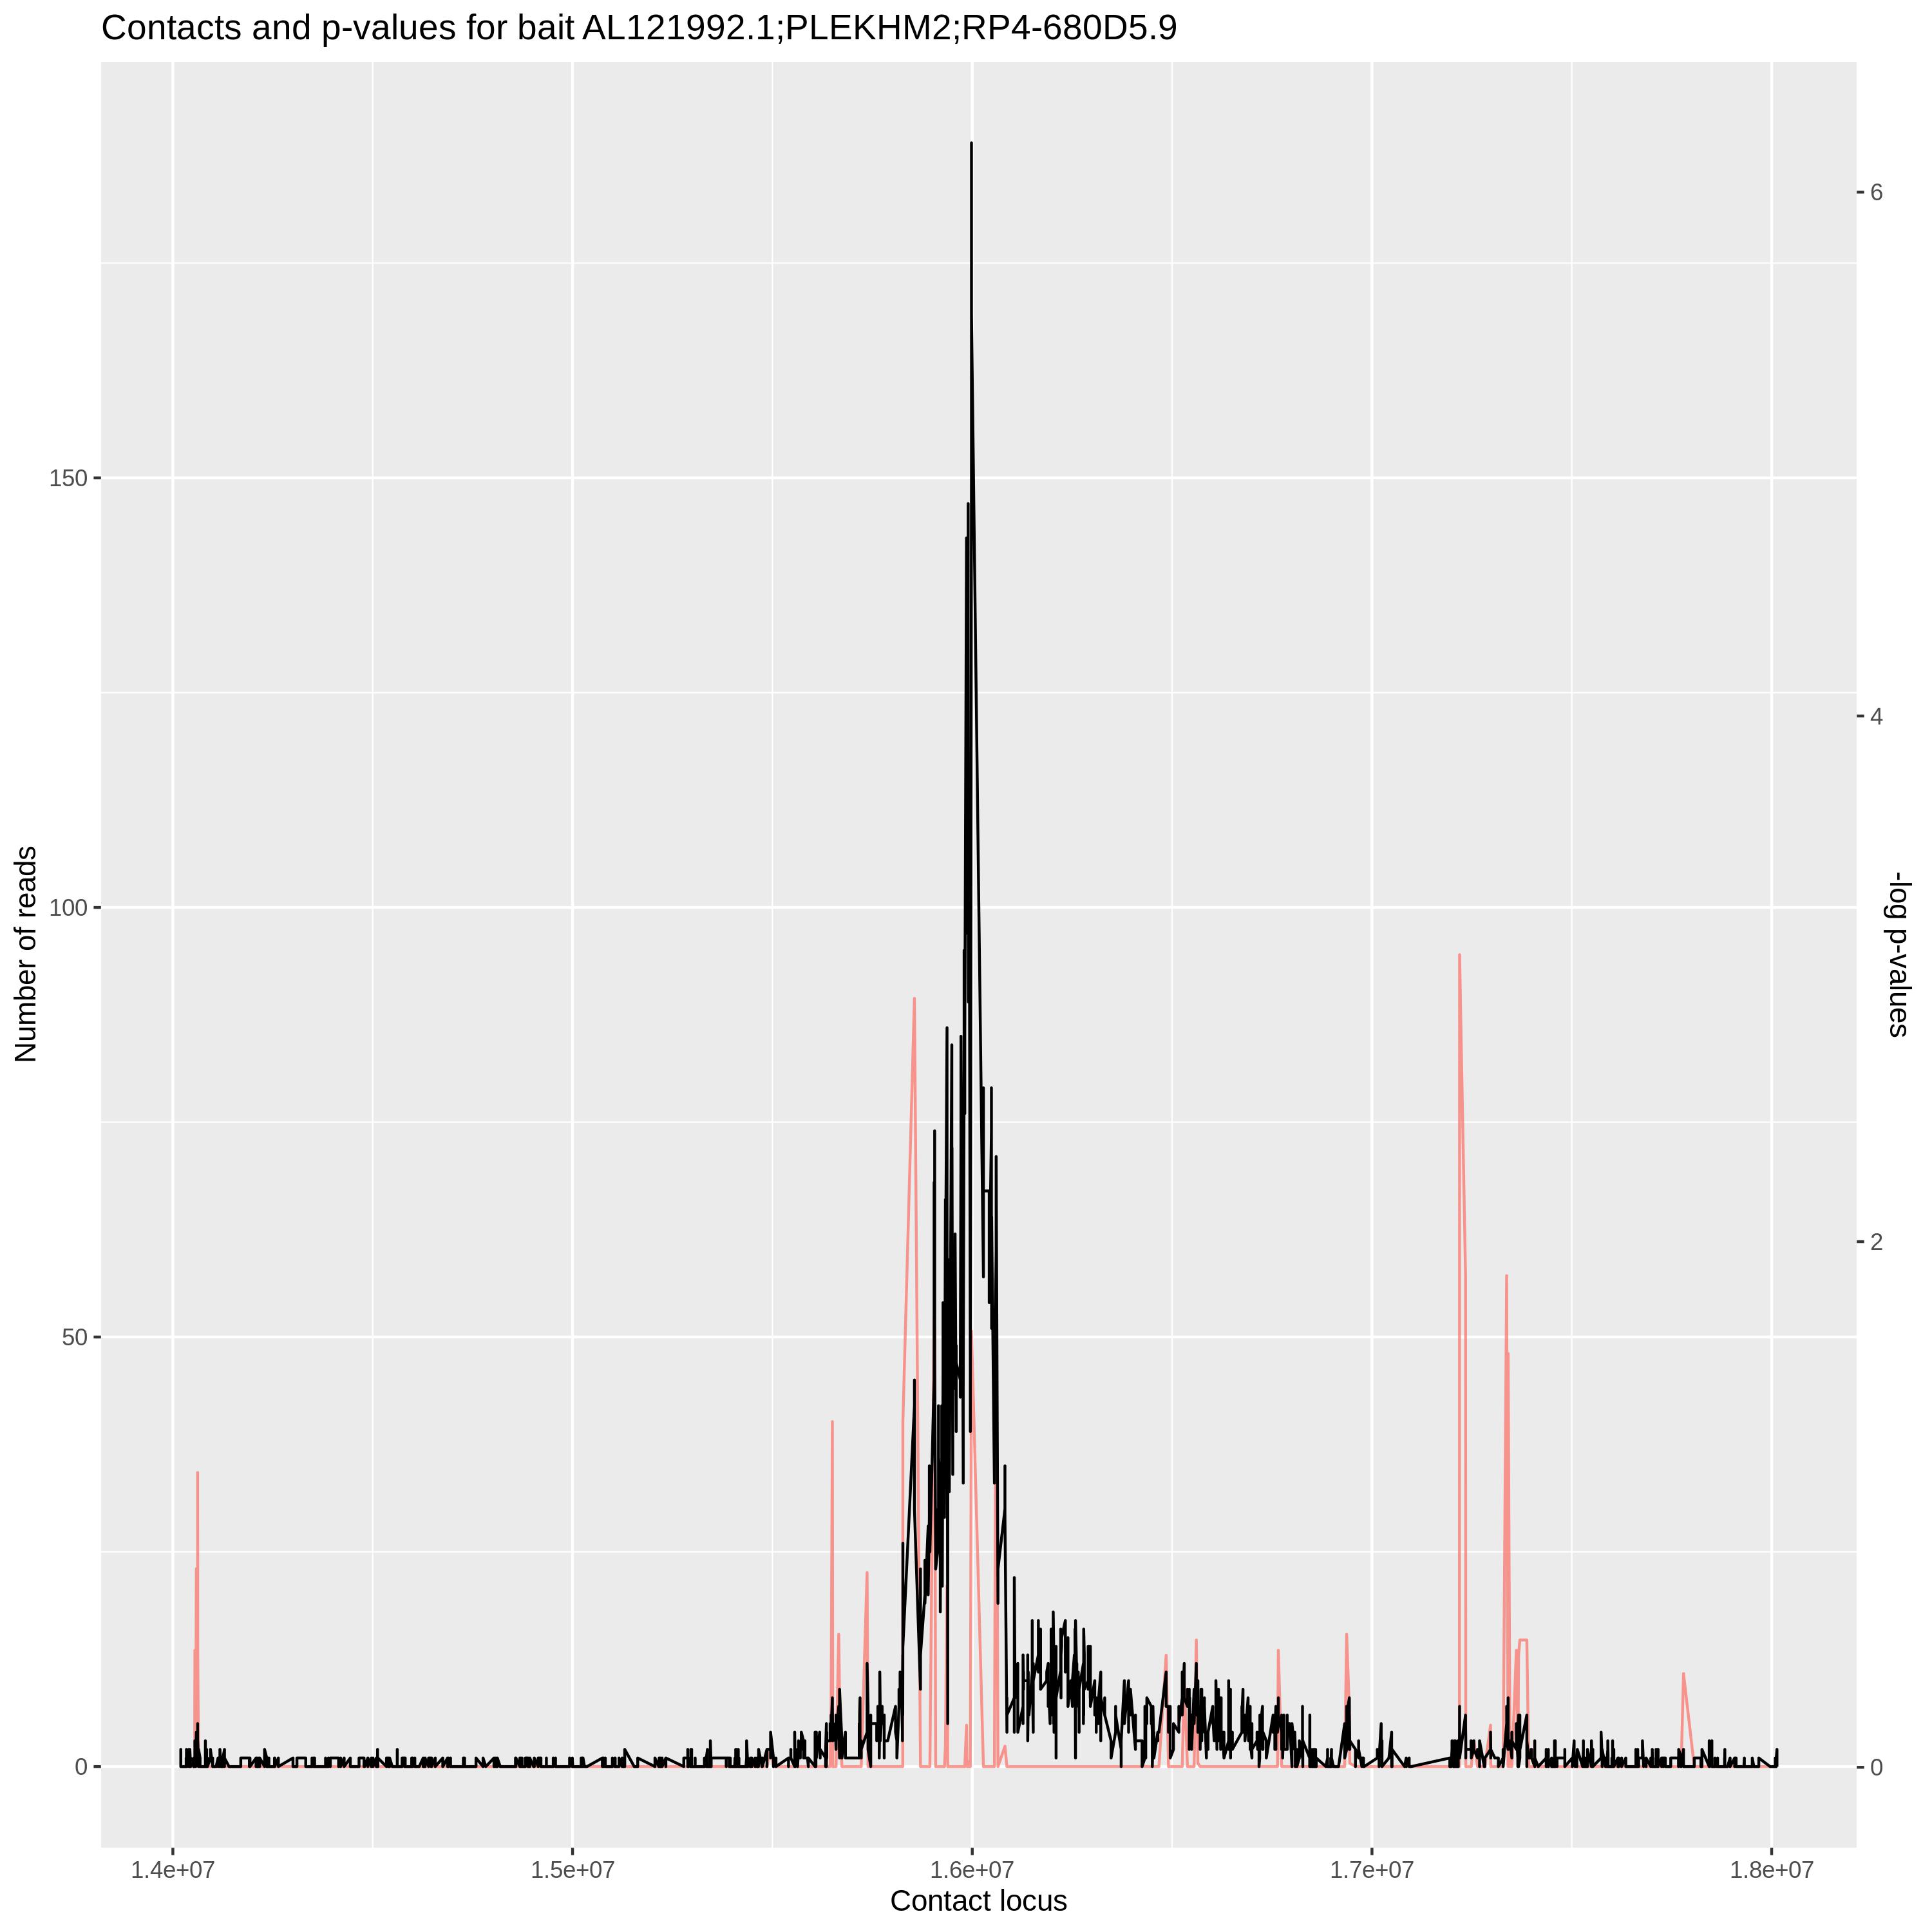 Contacts and p-values for bait AL121992.1;PLEKHM2;RP4-680D5.9
Number of reads
150
100
50
0
6
4
2
0
-log p-values
1.4e+07
1.5e+07
1.6e+07
1.7e+07
1.8e+07
Contact locus